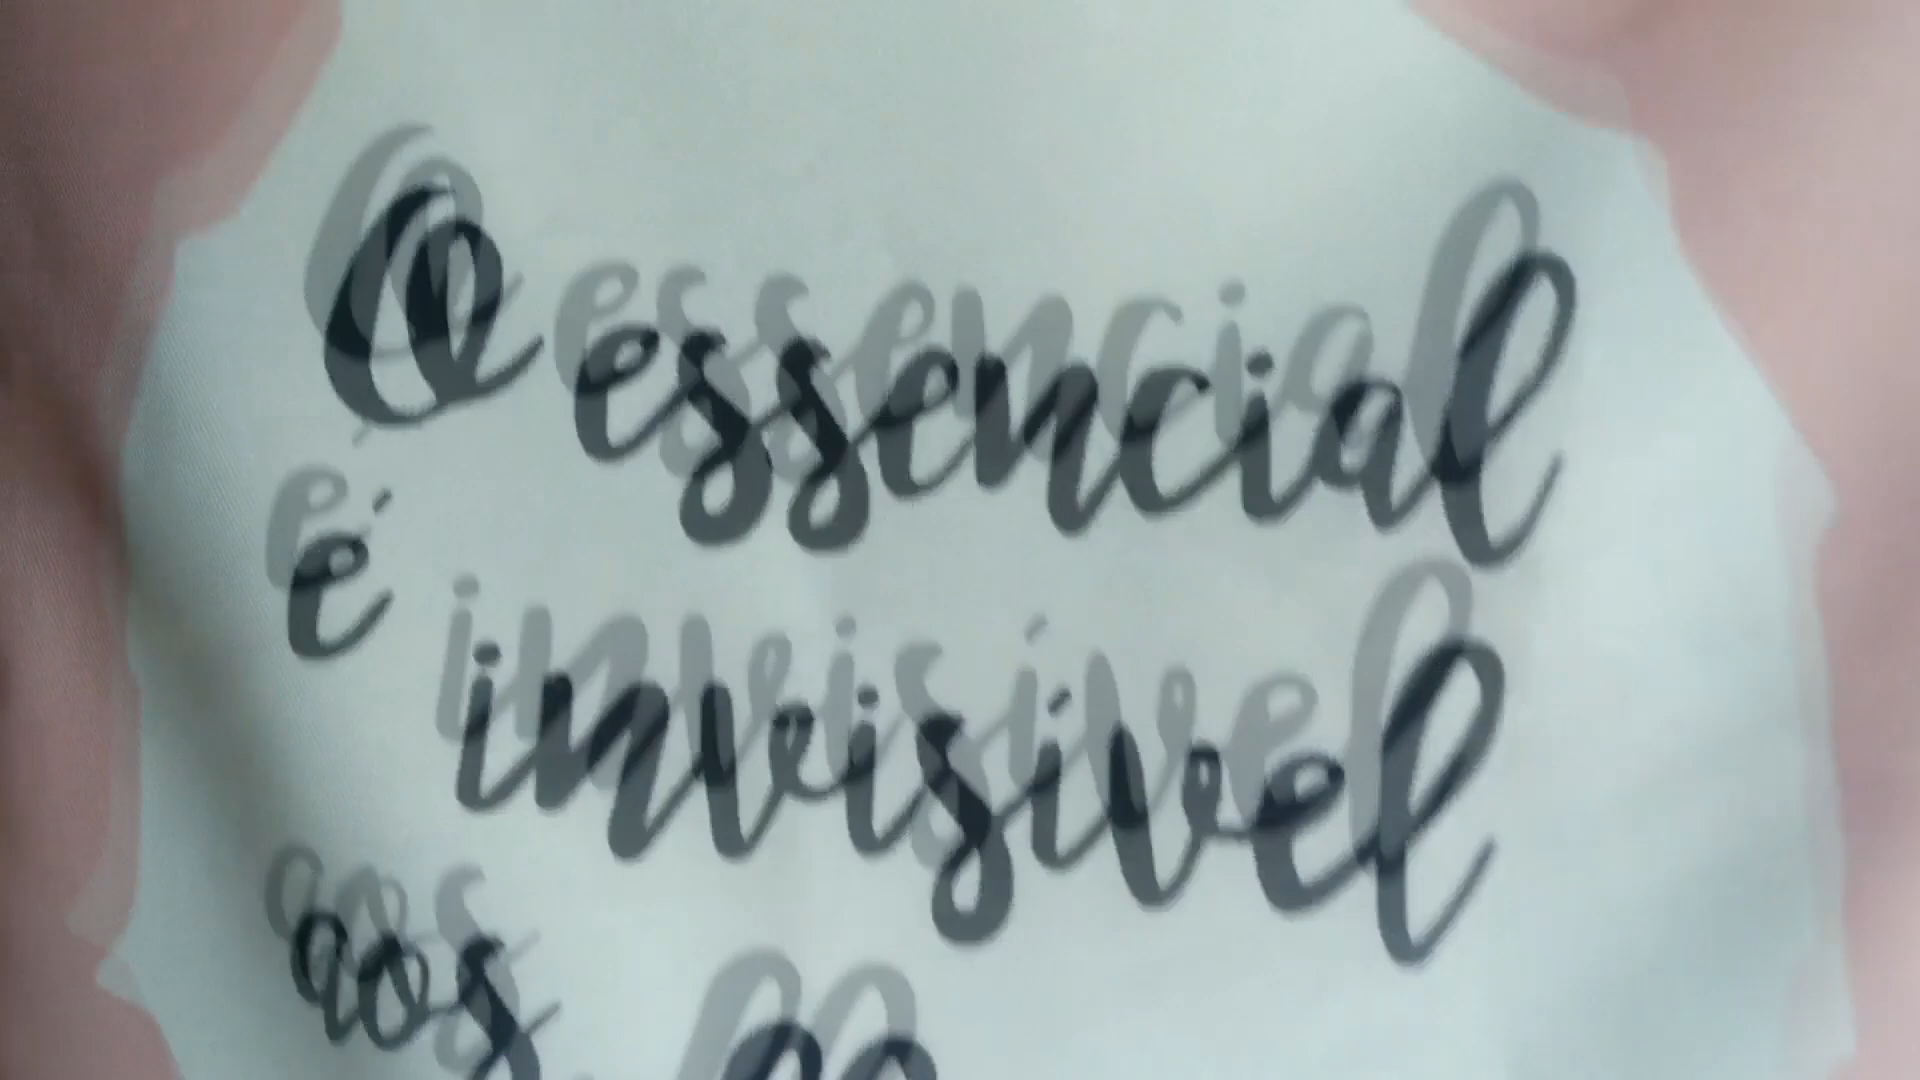 O essencial
é
invisível
aos